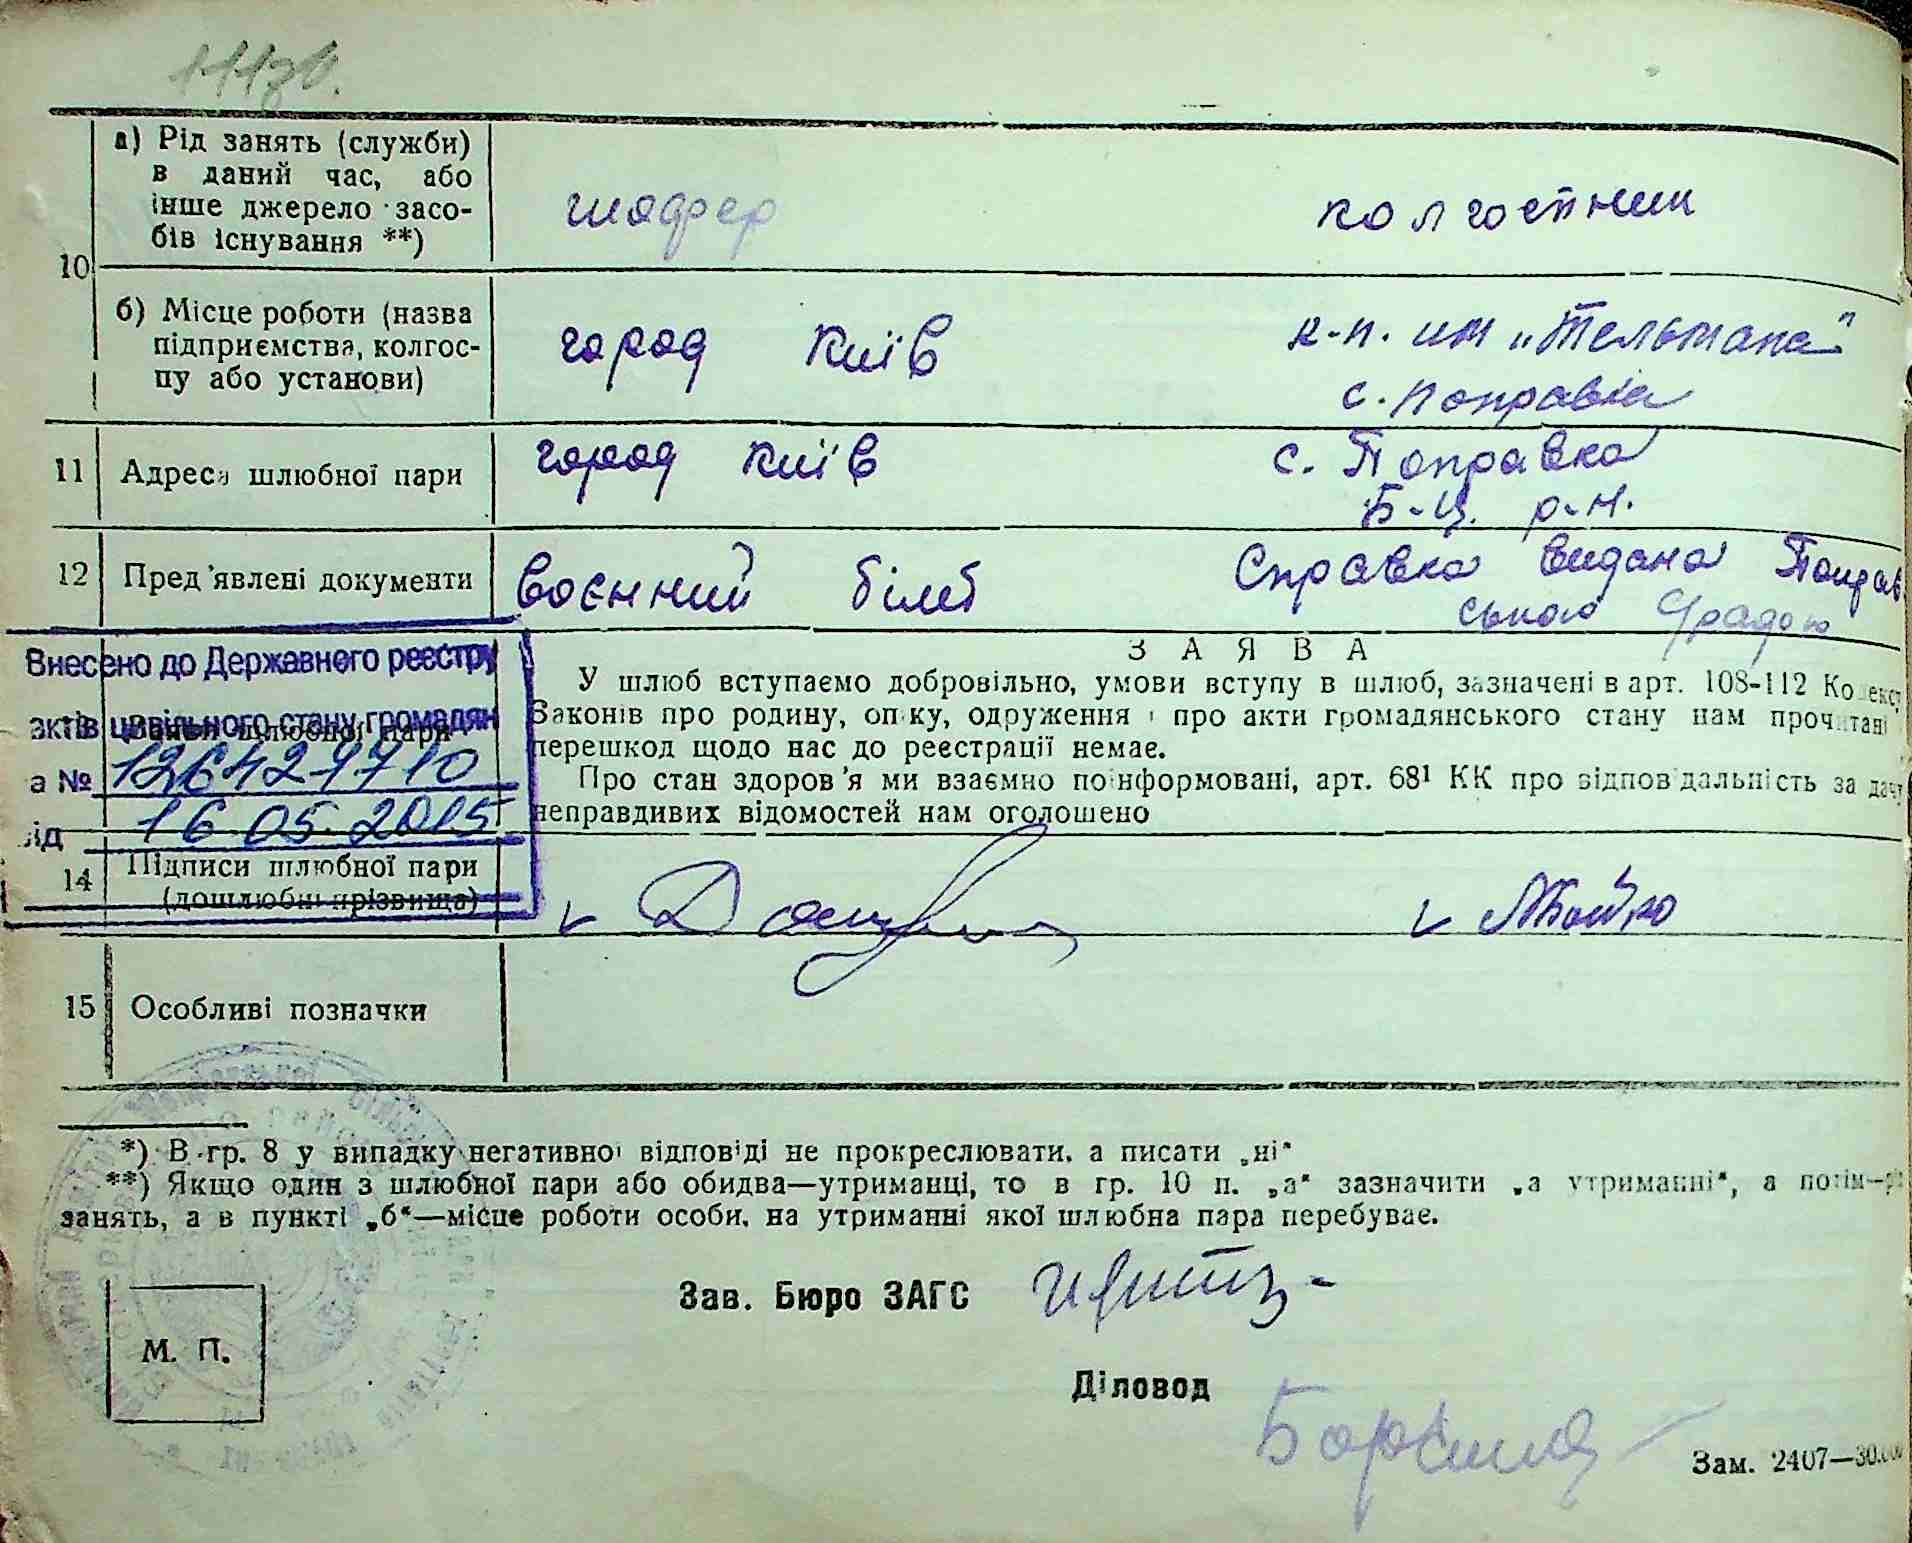 10
а) Рід занять (служби)
в даний час, або
інше джерело засо-
бів існування **)
шофер
колгоспник
б) Місце роботи (назва
підприємства, колгос-
пу або установи)
город Київ
к-п. им „Тельмана"
с. Поправка
11 Адреса шлюбної пари
город Київ
с. Поправка
Б-Ц. р-н.
12 Пред'явлені документи
воєнний білет
Справка видана Поправ
ською С/радою
Внесено до Державного реєстру
актів цивільного стану громадян
а №
16 05. 2015
шлюбної пари
З А Я В А
У шлюб вступаємо добровільно, умови вступу в шлюб, зазначені в арт. 108-112 Кодексу
Законів про родину, опіку, одруження і про акти громадянського стану нам прочитані
перешкод щодо нас до реєстрації немає.
Про стан здоров'я ми взаємно поінформовані, арт. 68¹ КК про відповідальність за дачу
неправдивих відомостей нам оголошено
14 Підписи шлюбної пари
(дошлюбні прізвища)
15 Особливі позначки
*) В гр. 8 у випадку негативної відповіді не прокреслювати, а писати „ні"
**) Якщо один з шлюбної пари або обидва—утриманці, то в гр. 10 п. „а" зазначити „а утриманні", а потім—рі
занять, а в пункті „б"—місце роботи особи, на утриманні якої шлюбна пара перебуває.
Зав. Бюро ЗАГС
М. П.
Діловод
Зам. 2407—30.000